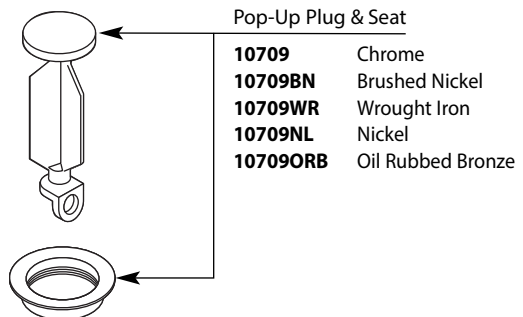 Pop-Up Plug & Seat
10709 Chrome
10709BN Brushed Nickel
10709WR Wrought Iron
10709NL Nickel
10709ORB Oil Rubbed Bronze